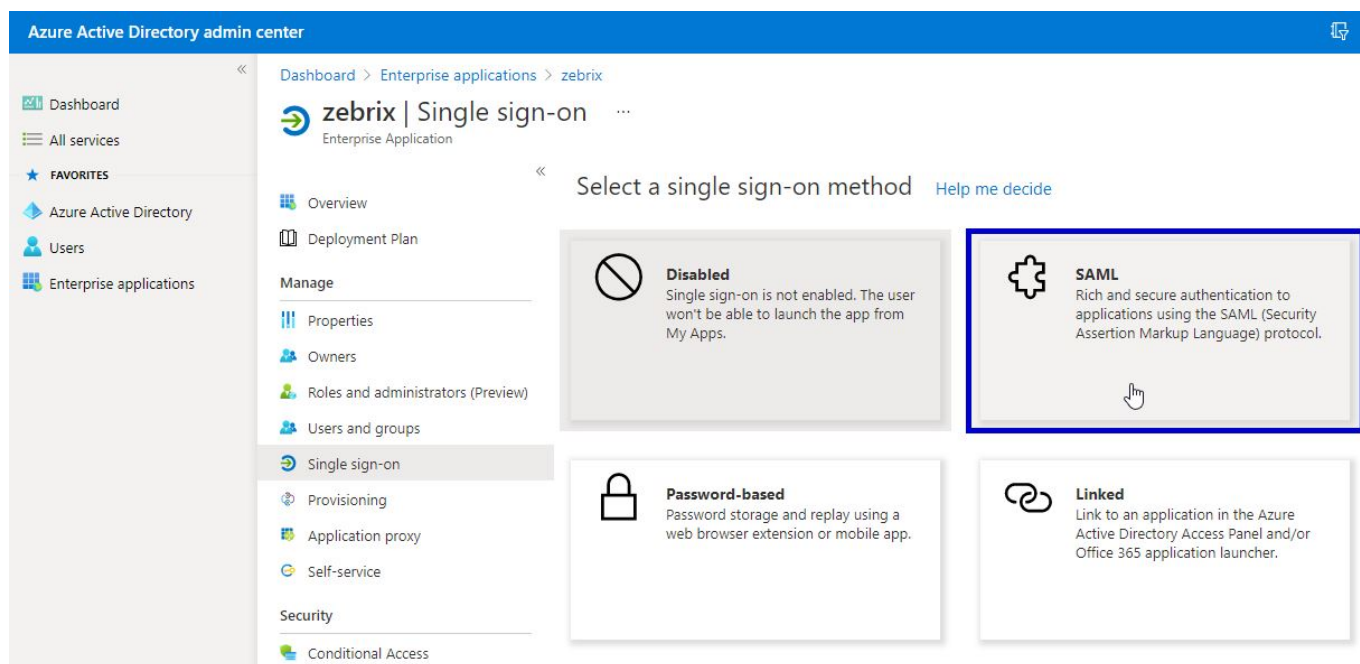 Azure Active Directory admin center
«
Dashboard
All services
FAVORITES
Azure Active Directory
Users
Enterprise applications
Dashboard > Enterprise applications > zebrix
zebrix | Single sign-on ...
Enterprise Application
«
Overview
Deployment Plan
Manage
Properties
Owners
Roles and administrators (Preview)
Users and groups
Single sign-on
Provisioning
Application proxy
Self-service
Security
Conditional Access
Select a single sign-on method Help me decide
Disabled
Single sign-on is not enabled. The user
won't be able to launch the app from
My Apps.
SAML
Rich and secure authentication to
applications using the SAML (Security
Assertion Markup Language) protocol.
Password-based
Password storage and replay using a
web browser extension or mobile app.
Linked
Link to an application in the Azure
Active Directory Access Panel and/or
Office 365 application launcher.